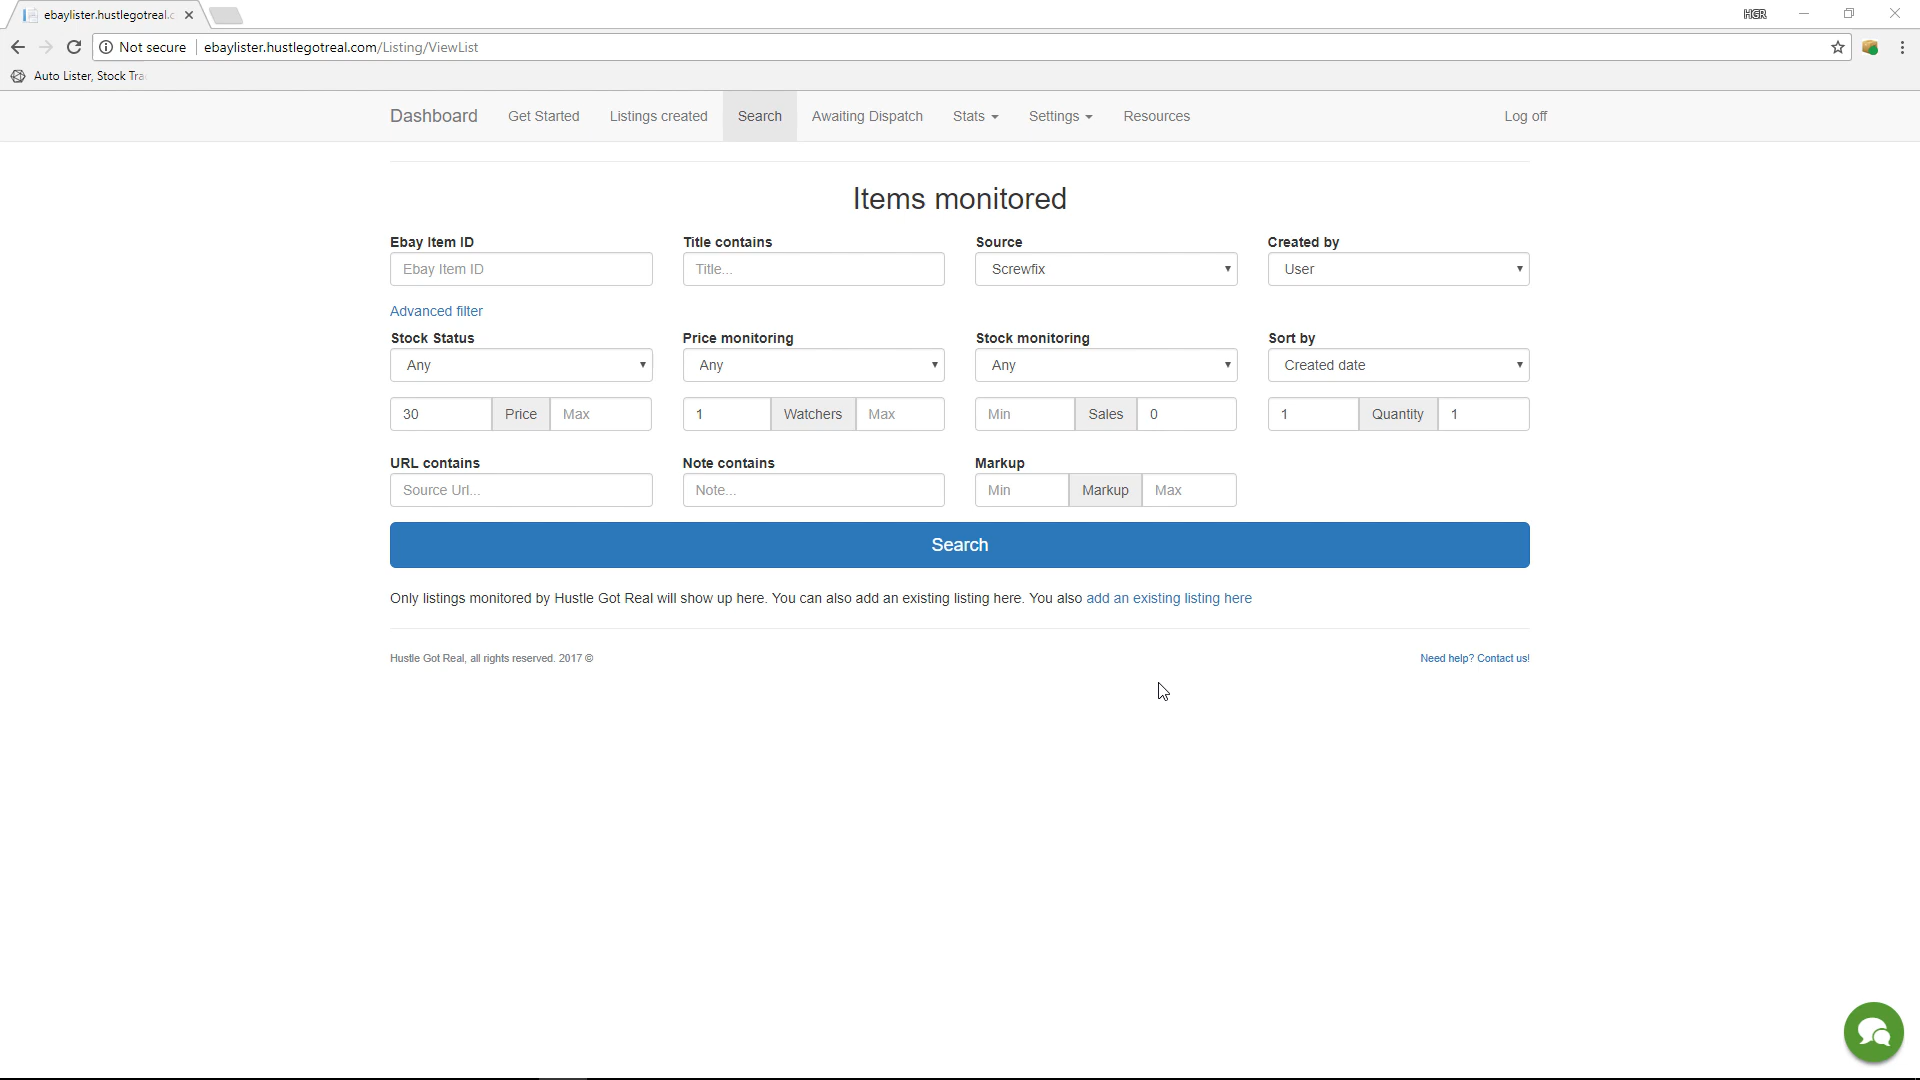 ebaylister.hustlegotreal.c
HGR
Not secure ebaylister.hustlegotreal.com/Listing/ViewList
Auto Lister, Stock Tra
Dashboard Get Started Listings created Search Awaiting Dispatch Stats Settings Resources Log off
Items monitored
Ebay Item ID Title contains Source Created by
Ebay Item ID Title... Screwfix User
Advanced filter
Stock Status Price monitoring Stock monitoring Sort by
Any Any Any Created date
30 Price Max 1 Watchers Max Min Sales 0 1 Quantity 1
URL contains Note contains Markup
Source Url... Note... Min Markup Max
Search
Only listings monitored by Hustle Got Real will show up here. You can also add an existing listing here. You also add an existing listing here
Hustle Got Real, all rights reserved. 2017 © Need help? Contact us!